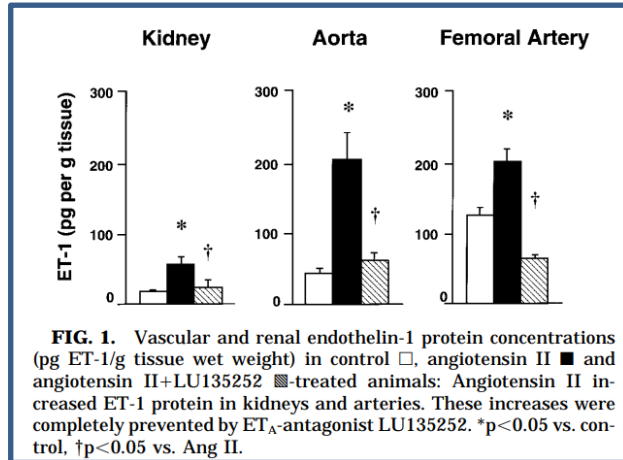 Kidney Aorta Femoral Artery
ET-1 (pg per g tissue)
300 300 300
* *
200 200 200
†
* †
100 100 100
†
0 0 0
FIG. 1. Vascular and renal endothelin-1 protein concentrations
(pg ET-1/g tissue wet weight) in control □, angiotensin II ■ and
angiotensin II+LU135252 ▧-treated animals: Angiotensin II in-
creased ET-1 protein in kidneys and arteries. These increases were
completely prevented by ETA-antagonist LU135252. *p<0.05 vs. con-
trol, †p<0.05 vs. Ang II.